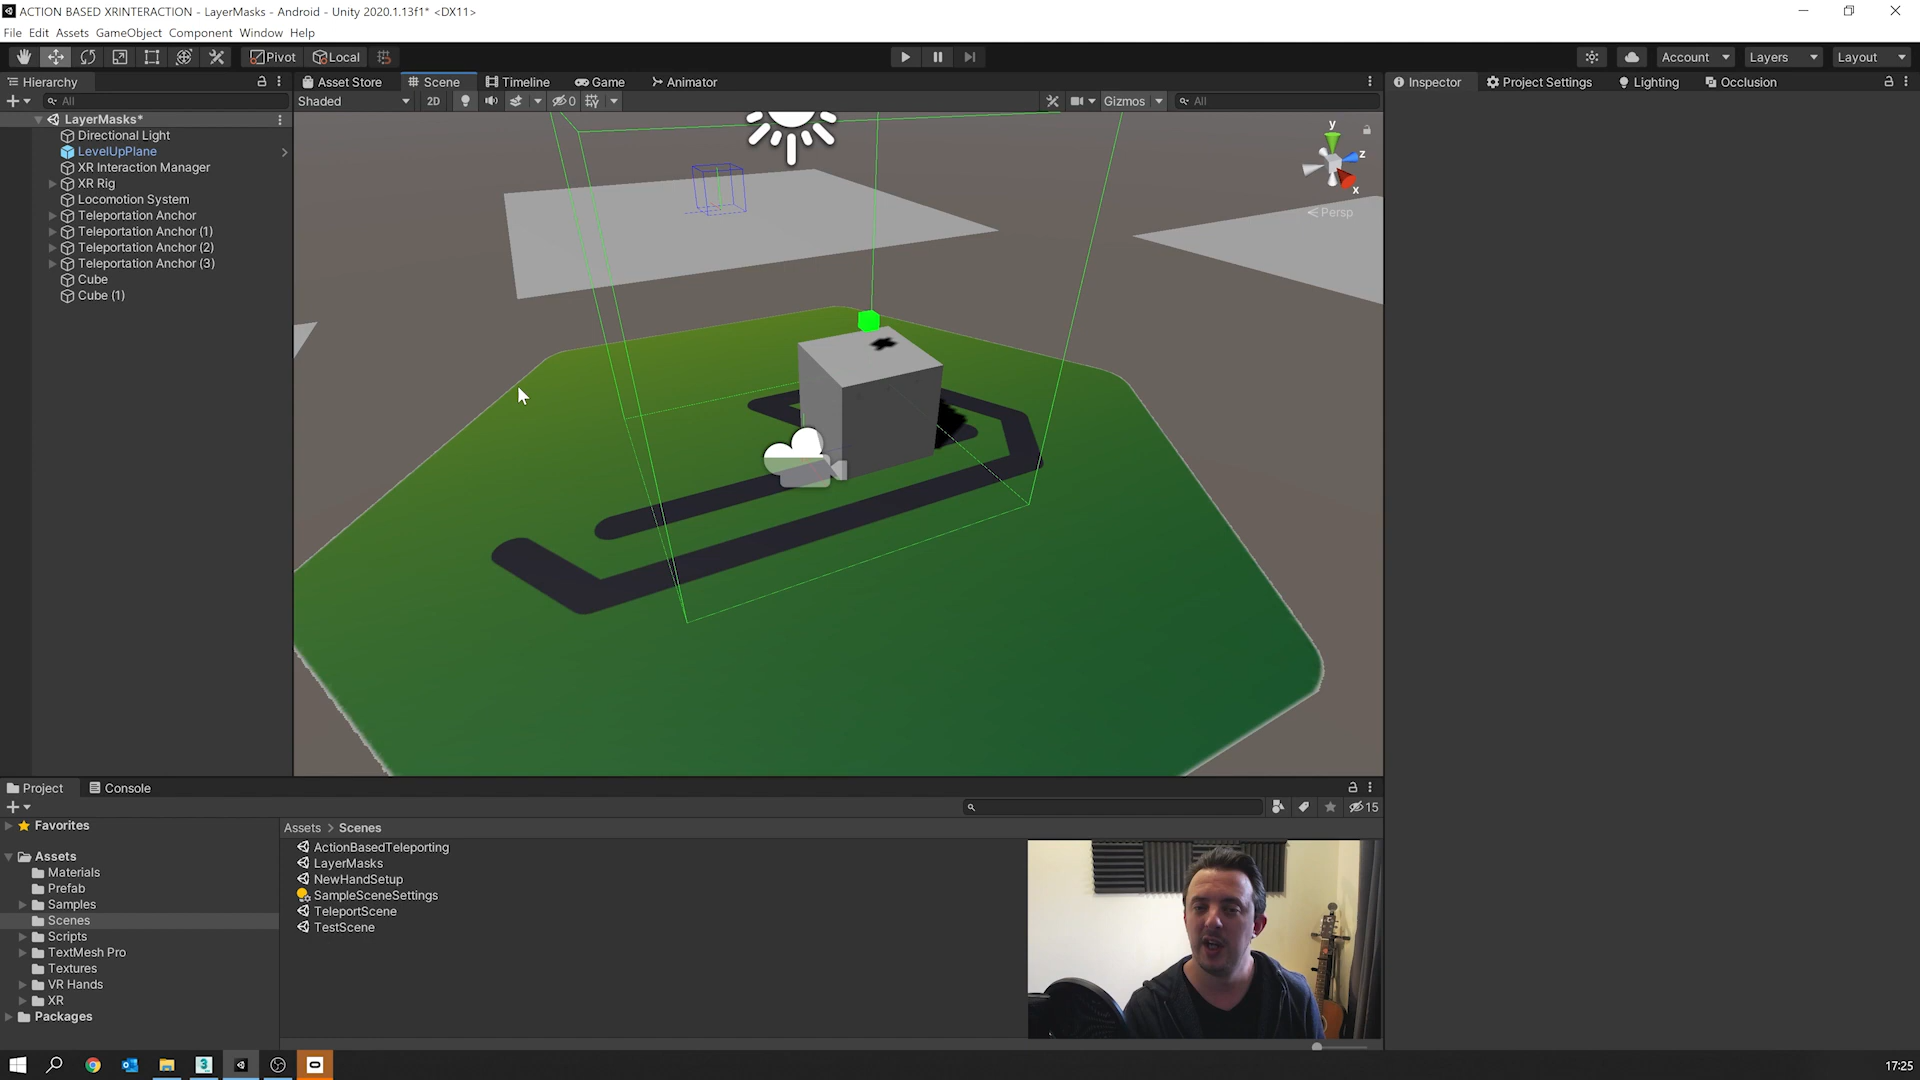 ACTION BASED XRINTERACTION - LayerMasks - Android - Unity 2020.1.13f1* <DX11>
File Edit Assets GameObject Component Window Help
Pivot Local Account Layers Layout
Hierarchy Asset Store Scene Timeline Game Animator Inspector Project Settings Lighting Occlusion
All Shaded 2D 0 Gizmos All
LayerMasks*
Directional Light
LevelUpPlane
XR Interaction Manager
XR Rig
Locomotion System
Teleportation Anchor
Teleportation Anchor (1)
Teleportation Anchor (2)
Teleportation Anchor (3)
Cube
Cube (1)
y
z
x
Persp
Project Console
15
Favorites
Assets
Materials
Prefab
Samples
Scenes
Scripts
TextMesh Pro
Textures
VR Hands
XR
Packages
Assets > Scenes
ActionBasedTeleporting
LayerMasks
NewHandSetup
SampleSceneSettings
TeleportScene
TestScene
3
17:25